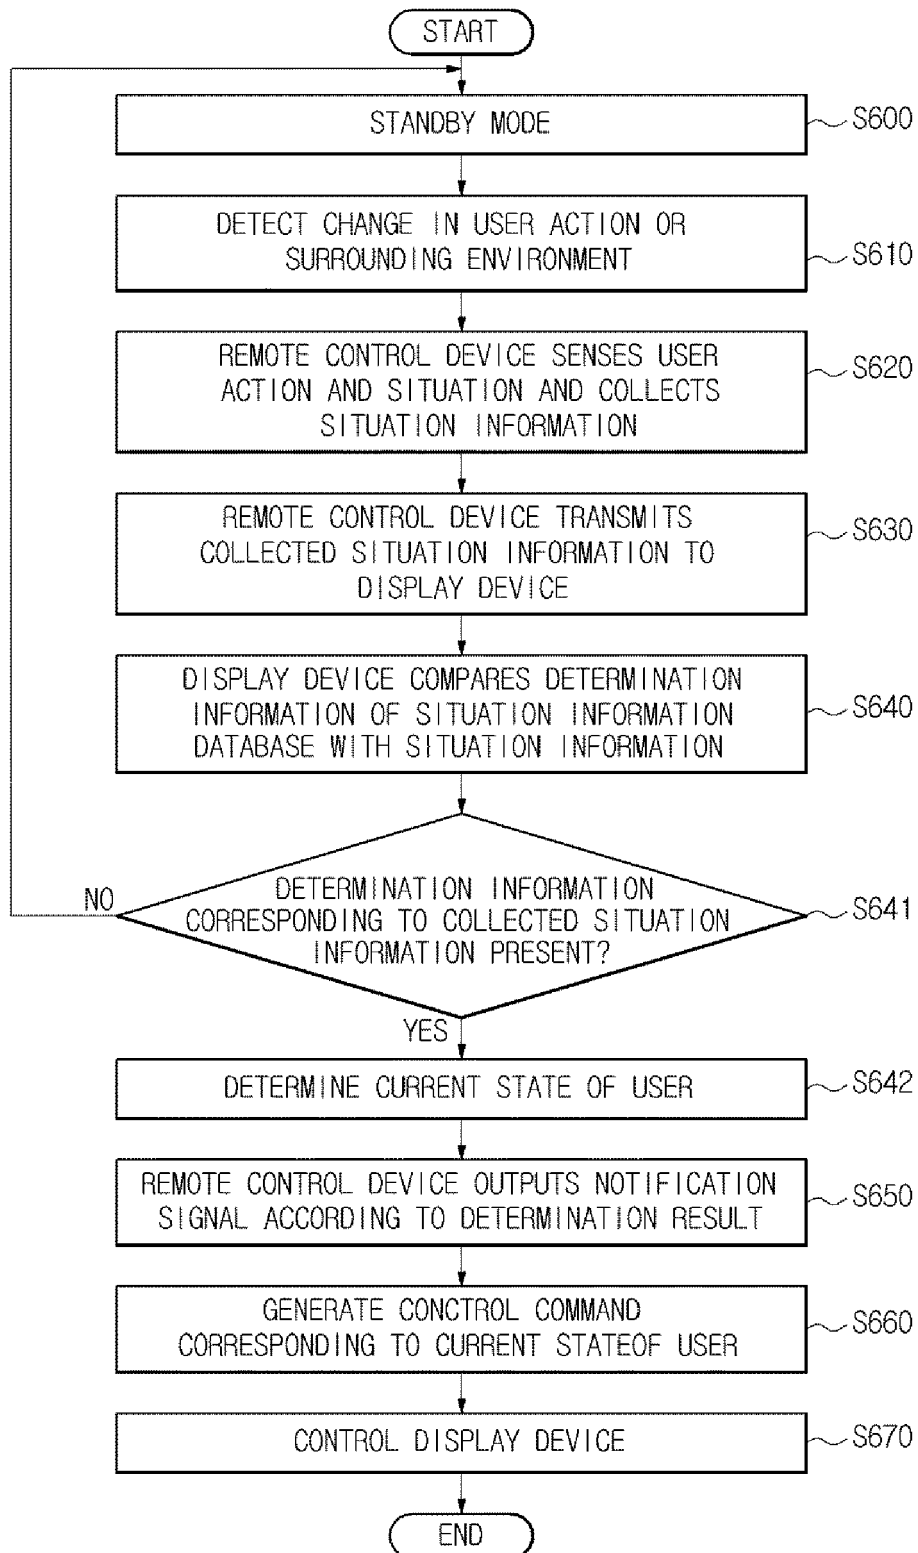 START
STANDBY MODE
S600
DETECT CHANGE IN USER ACTION OR
SURROUNDING ENVIRONMENT
S610
REMOTE CONTROL DEVICE SENSES USER
ACTION AND SITUATION AND COLLECTS
SITUATION INFORMATION
S620
REMOTE CONTROL DEVICE TRANSMITS
COLLECTED SITUATION INFORMATION TO
DISPLAY DEVICE
S630
DISPLAY DEVICE COMPARES DETERMINATION
INFORMATION OF SITUATION INFORMATION
DATABASE WITH SITUATION INFORMATION
S640
NO
DETERMINATION INFORMATION
CORRESPONDING TO COLLECTED SITUATION
INFORMATION PRESENT?
S641
YES
DETERMINE CURRENT STATE OF USER
S642
REMOTE CONTROL DEVICE OUTPUTS NOTIFICATION
SIGNAL ACCORDING TO DETERMINATION RESULT
S650
GENERATE CONCTROL COMMAND
CORRESPONDING TO CURRENT STATEOF USER
S660
CONTROL DISPLAY DEVICE
S670
END